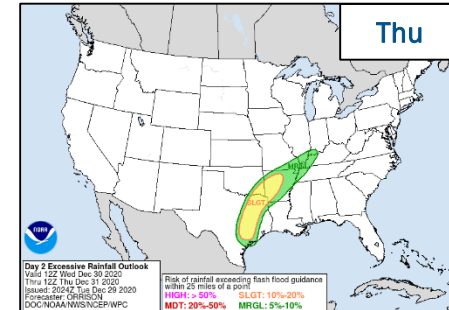 Thu
MRGL
SLGT
NOAA
Day 2 Excessive Rainfall Outlook
Valid 12Z Wed Dec 30 2020
Thru 12Z Thu Dec 31 2020
Issued: 2024Z Tue Dec 29 2020
Forecaster: ORRISON
DOC/NOAA/NWS/NCEP/WPC
Risk of rainfall exceeding flash flood guidance
within 25 miles of a point
HIGH: > 50% SLGT: 10%-20%
MDT: 20%-50% MRGL: 5%-10%